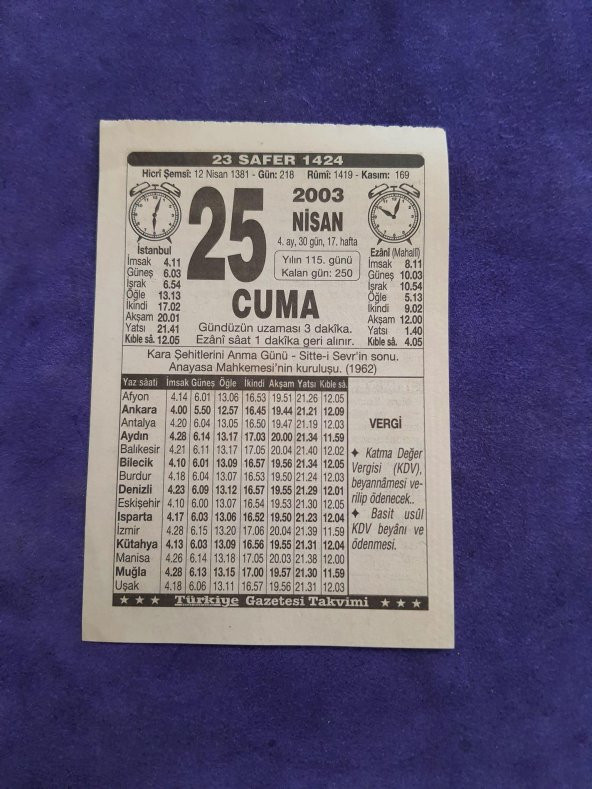 23 SAFER 1424
Hicrî Şemsî: 12 Nisan 1381 - Gün: 218 Rûmî: 1419 - Kasım: 169
25
2003
NİSAN
4. ay, 30 gün, 17. hafta
Yılın 115. günü
Kalan gün: 250
CUMA
Gündüzün uzaması 3 dakîka.
Ezânî sâat 1 dakîka geri alınır.
İstanbul
İmsak 4.11
Güneş 6.03
İşrak 6.54
Öğle 13.13
İkindi 17.02
Akşam 20.01
Yatsı 21.41
Kıble sâ. 12.05
Ezânî (Mahallî)
İmsak 8.11
Güneş 10.03
İşrak 10.54
Öğle 5.13
İkindi 9.02
Akşam 12.00
Yatsı 1.40
Kıble sâ. 4.05
Kara Şehitlerini Anma Günü - Sitte-i Sevr'in sonu.
Anayasa Mahkemesi'nin kuruluşu. (1962)
Yaz sâati İmsak Güneş Öğle İkindi Akşam Yatsı Kıble sâ.
Afyon 4.14 6.01 13.06 16.53 19.51 21.26 12.05
Ankara 4.00 5.50 12.57 16.45 19.44 21.21 12.09
Antalya 4.20 6.04 13.05 16.50 19.47 21.19 12.03
Aydın 4.28 6.14 13.17 17.03 20.00 21.34 11.59
Balıkesir 4.21 6.11 13.17 17.05 20.04 21.40 12.02
Bilecik 4.10 6.01 13.09 16.57 19.56 21.34 12.05
Burdur 4.18 6.04 13.07 16.53 19.50 21.24 12.03
Denizli 4.23 6.09 13.12 16.57 19.55 21.29 12.01
Eskişehir 4.10 6.00 13.07 16.54 19.53 21.30 12.05
Isparta 4.17 6.03 13.06 16.52 19.50 21.23 12.04
İzmir 4.28 6.15 13.20 17.06 20.04 21.39 11.59
Kütahya 4.13 6.03 13.09 16.56 19.55 21.31 12.04
Manisa 4.26 6.14 13.18 17.05 20.03 21.38 12.00
Muğla 4.28 6.13 13.15 17.00 19.57 21.30 11.59
Uşak 4.18 6.06 13.11 16.57 19.56 21.31 12.03
VERGİ
✦ Katma Değer
Vergisi (KDV),
beyannâmesi ve-
rilip ödenecek..
✦ Basit usûl
KDV beyânı ve
ödenmesi.
★ ★ ★ Türkiye Gazetesi Takvimi ★ ★ ★